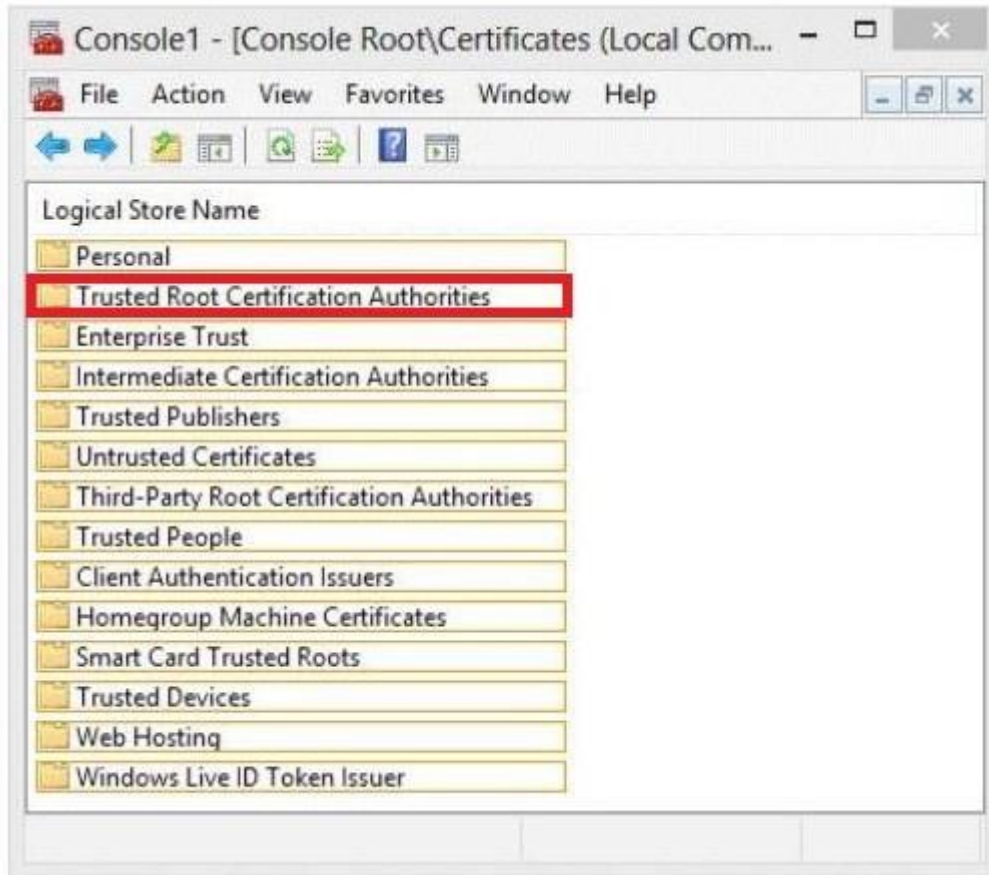 Console1 - [Console Root\Certificates (Local Com...
File Action View Favorites Window Help
Logical Store Name
Personal
Trusted Root Certification Authorities
Enterprise Trust
Intermediate Certification Authorities
Trusted Publishers
Untrusted Certificates
Third-Party Root Certification Authorities
Trusted People
Client Authentication Issuers
Homegroup Machine Certificates
Smart Card Trusted Roots
Trusted Devices
Web Hosting
Windows Live ID Token Issuer